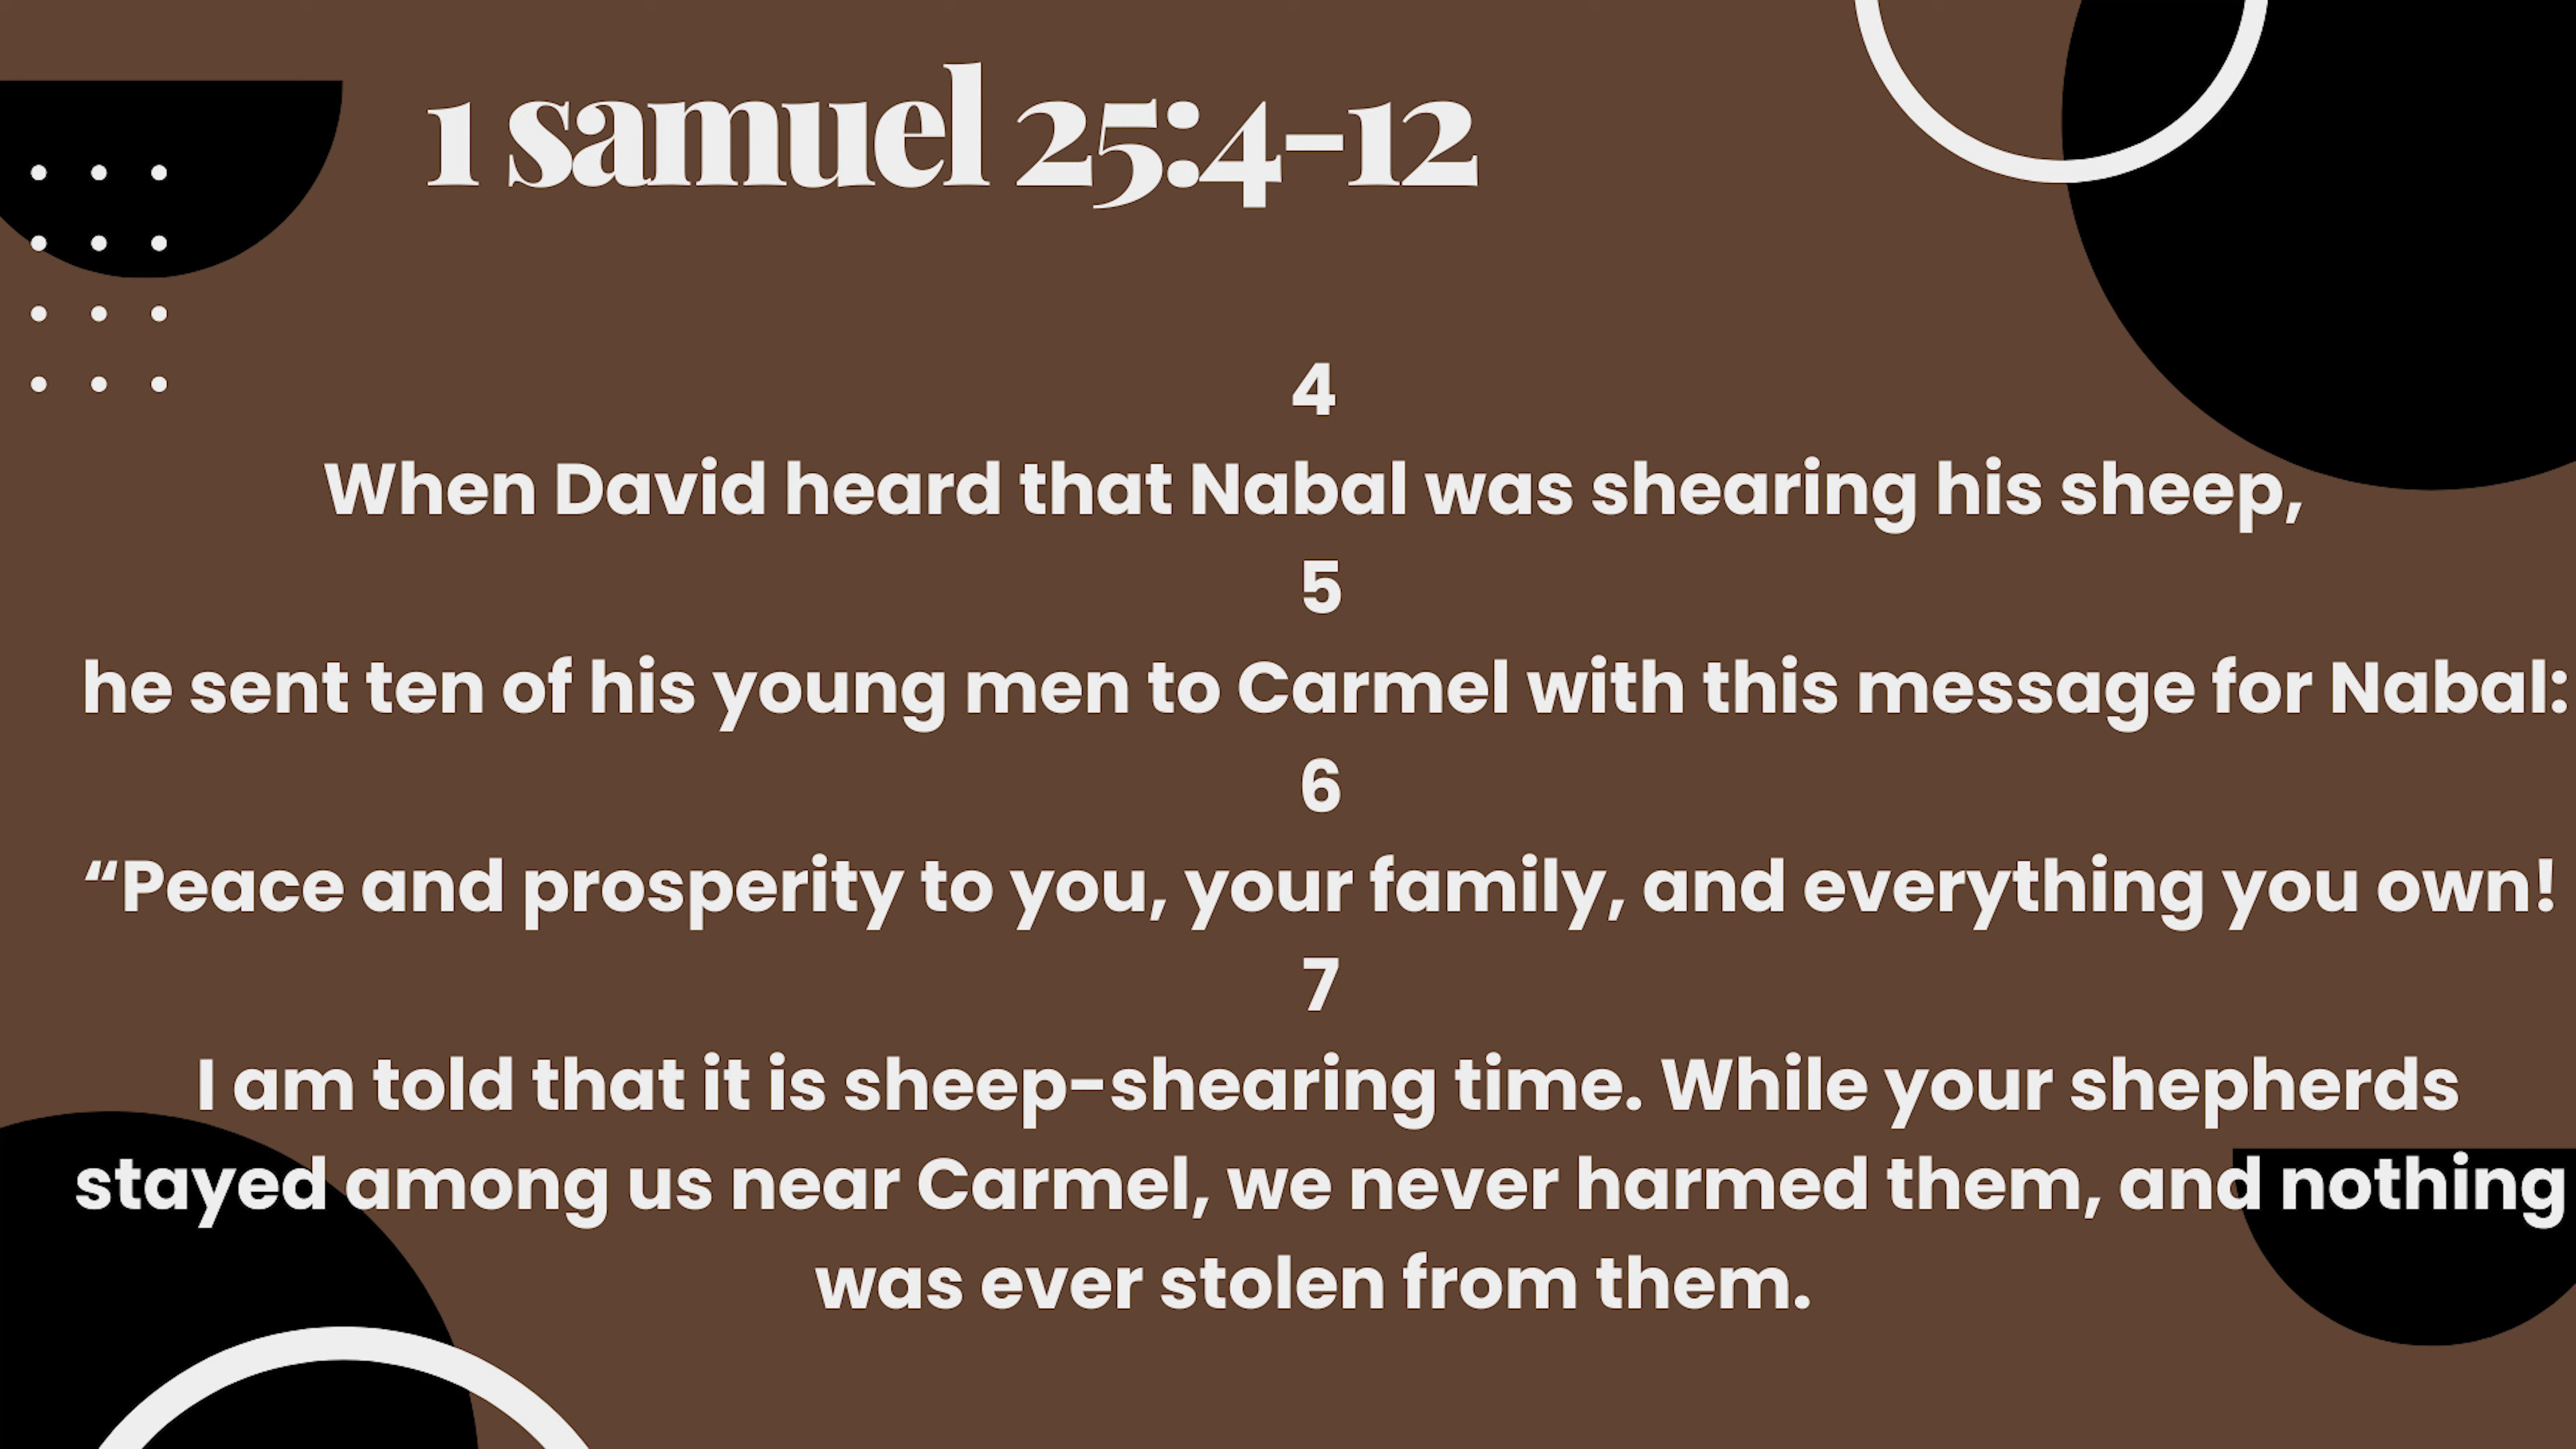 1 samuel 25:4-12
4
When David heard that Nabal was shearing his sheep,
5
he sent ten of his young men to Carmel with this message for Nabal:
6
“Peace and prosperity to you, your family, and everything you own!
7
I am told that it is sheep-shearing time. While your shepherds
stayed among us near Carmel, we never harmed them, and nothing
was ever stolen from them.